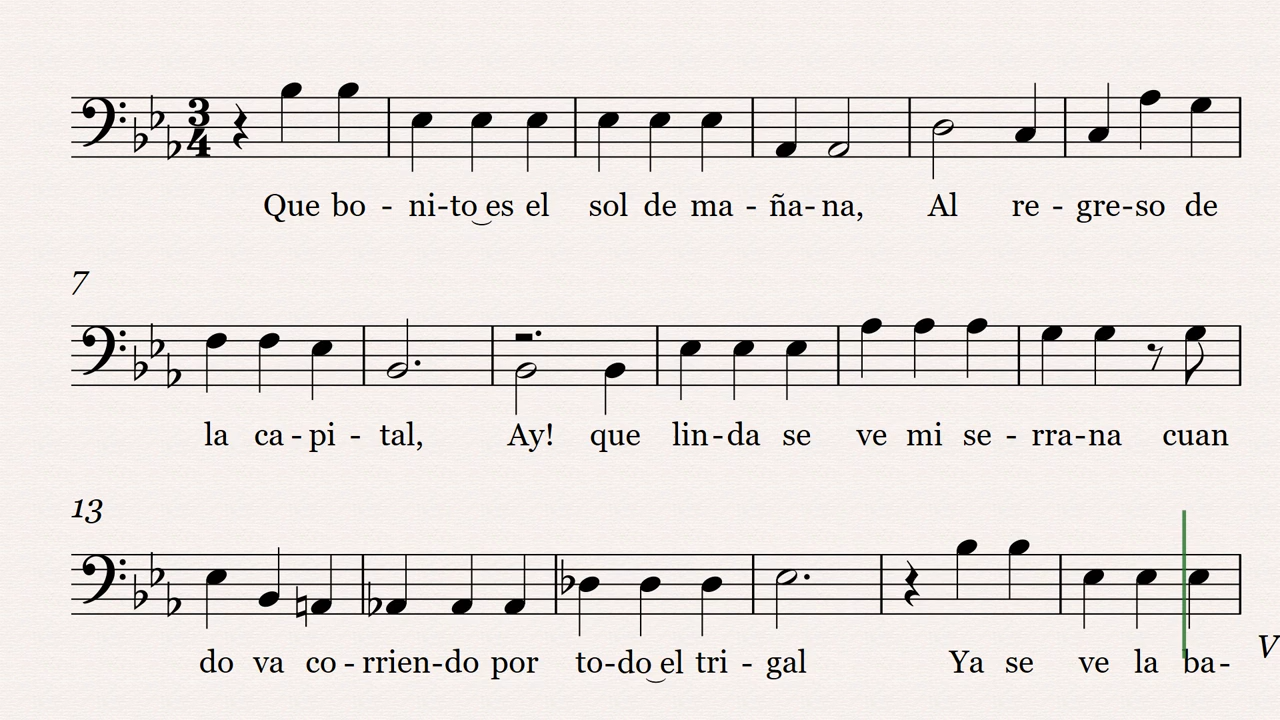 3
4
Que bo - ni-to es el sol de ma - ña- na, Al re - gre-so de
7
la ca - pi - tal, Ay! que lin-da se ve mi se - rra-na cuan
13
do va co - rrien-do por to-do el tri - gal Ya se ve la ba-
V